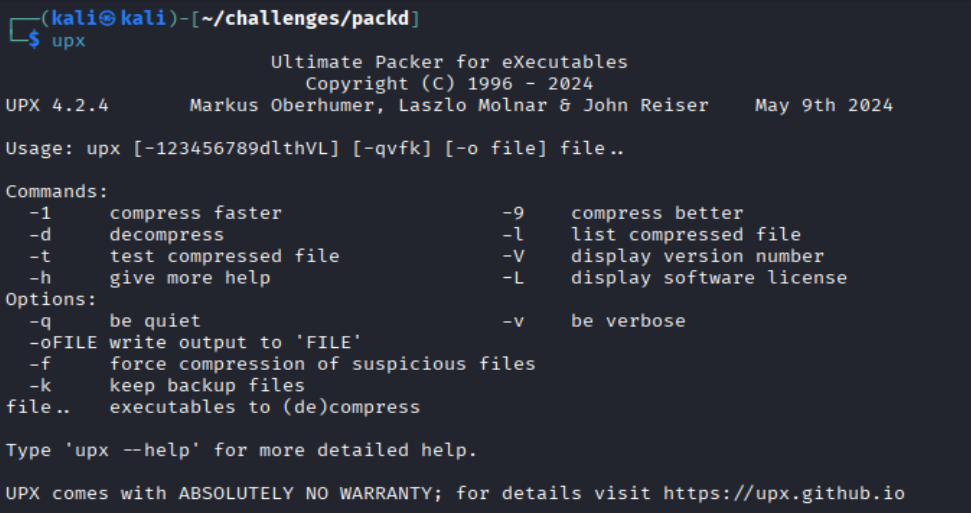 ┌──(kali㉿kali)-[~/challenges/packd]
└─$ upx
Ultimate Packer for eXecutables
Copyright (C) 1996 - 2024
UPX 4.2.4       Markus Oberhumer, Laszlo Molnar & John Reiser    May 9th 2024
Usage: upx [-123456789dlthVL] [-qvfk] [-o file] file..
Commands:
  -1     compress faster                   -9    compress better
  -d     decompress                        -l    list compressed file
  -t     test compressed file              -V    display version number
  -h     give more help                    -L    display software license
Options:
  -q     be quiet                          -v    be verbose
  -oFILE write output to 'FILE'
  -f     force compression of suspicious files
  -k     keep backup files
file..   executables to (de)compress
Type 'upx --help' for more detailed help.
UPX comes with ABSOLUTELY NO WARRANTY; for details visit https://upx.github.io